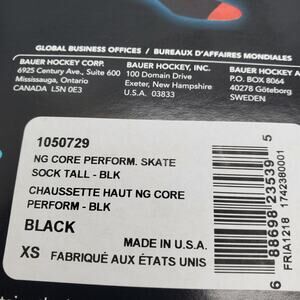 GLOBAL BUSINESS OFFICES / BUREAUX D'AFFAIRES MONDIALES
BAUER HOCKEY CORP.
6925 Century Ave., Suite 600
Mississauga, Ontario
CANADA L5N 0E3
BAUER HOCKEY, INC.
100 Domain Drive
Exeter, New Hampshire
U.S.A. 03833
BAUER HOCKEY
P.O. BOX 8064
40278 Göteborg
SWEDEN
1050729
NG CORE PERFORM. SKATE
SOCK TALL - BLK
CHAUSSETTE HAUT NG CORE
PERFORM - BLK
BLACK
MADE IN U.S.A.
XS FABRIQUÉ AUX ÉTATS UNIS
6 88698 23539 5
FRIA1218 1742380001